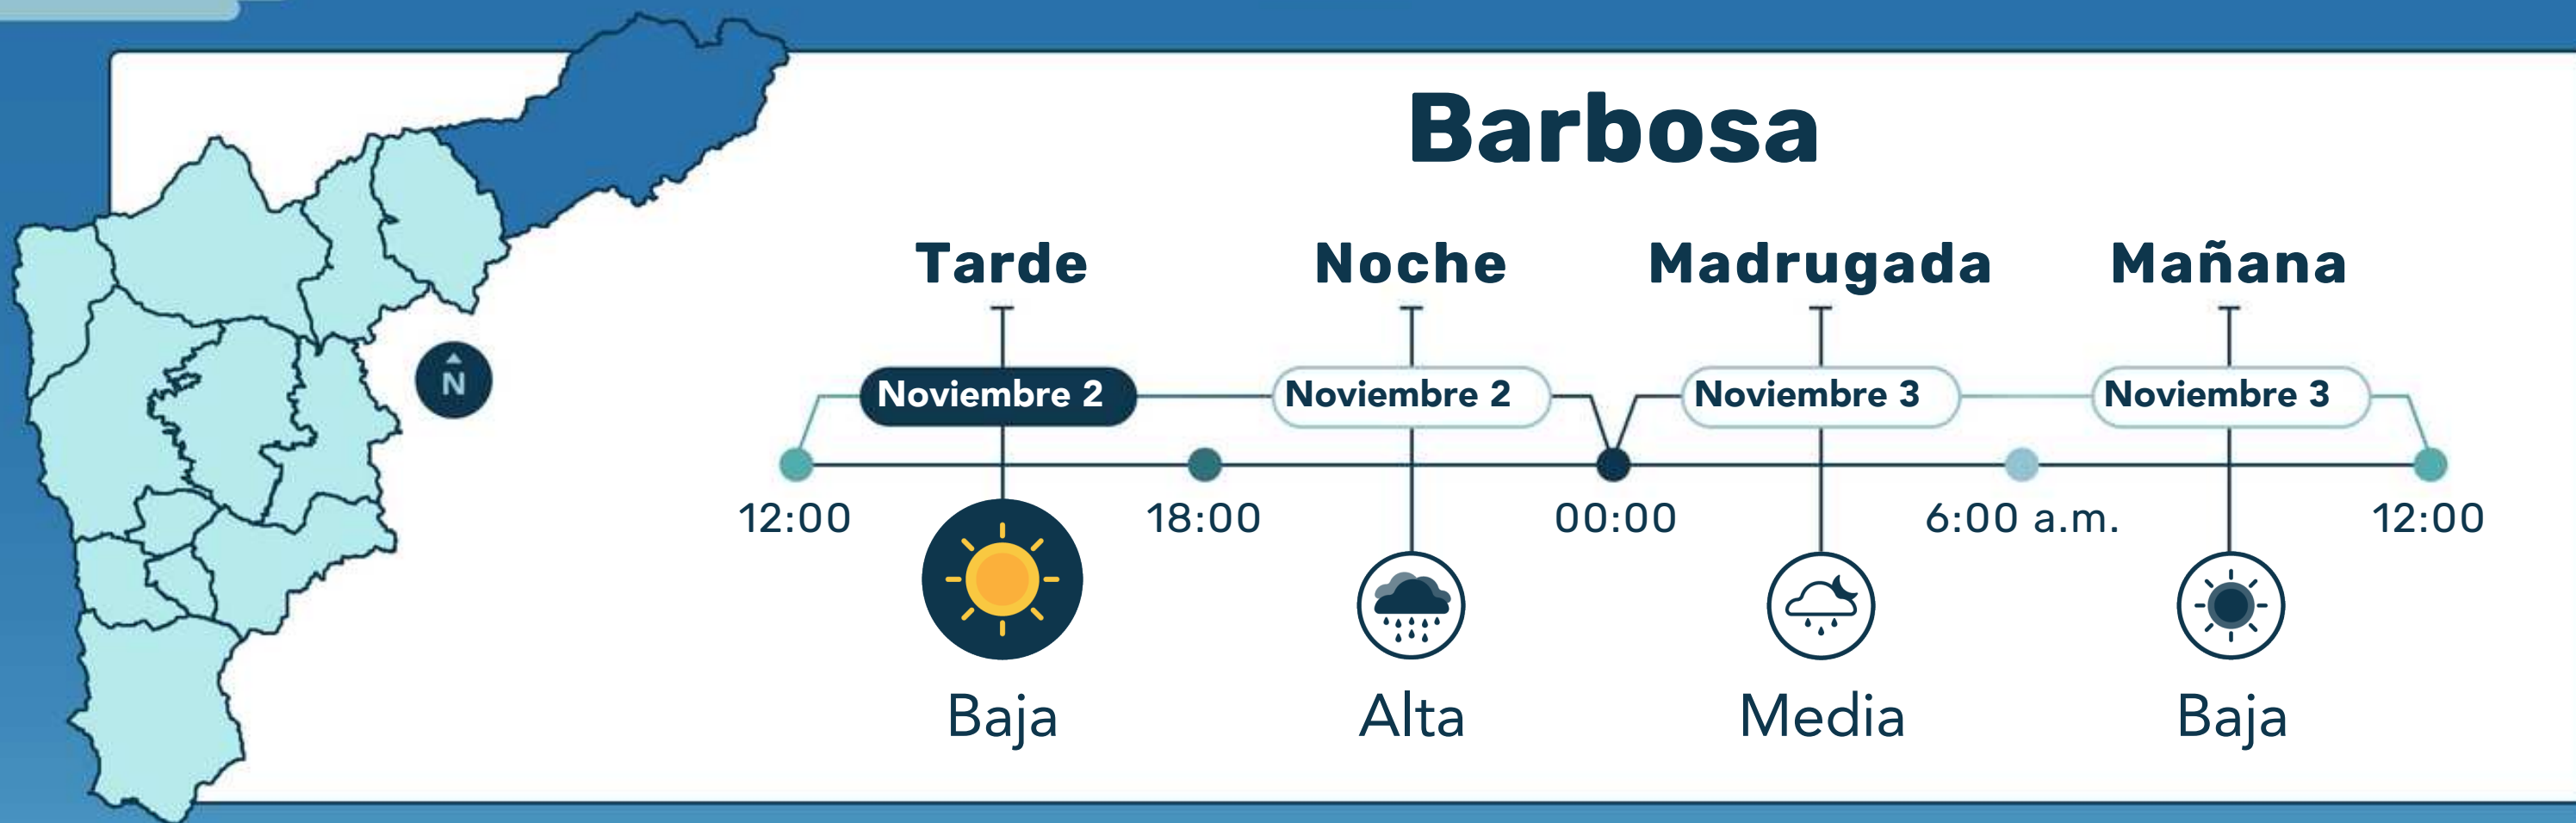 Barbosa
Tarde Noche Madrugada Mañana
Noviembre 2 Noviembre 2 Noviembre 3 Noviembre 3
N
12:00 18:00 00:00 6:00 a.m. 12:00
Baja Alta Media Baja